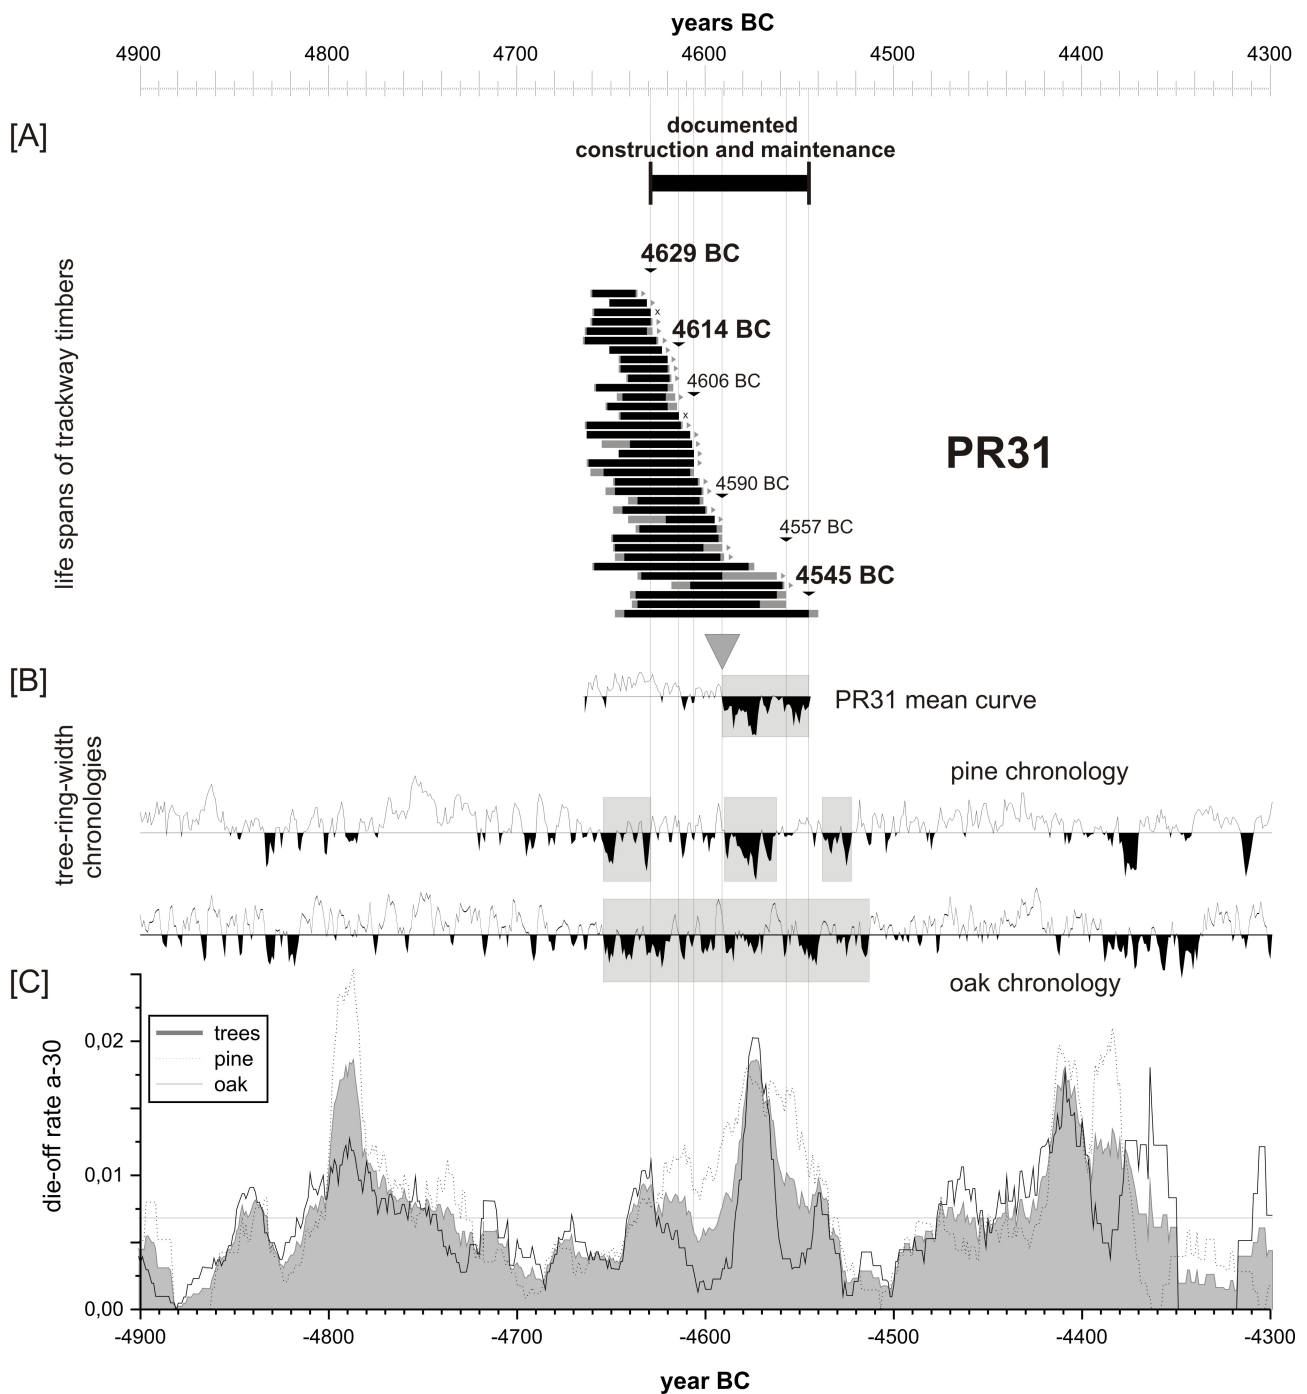 years BC
4900 4800 4700 4600 4500 4400 4300
[A]
documented
construction and maintenance
4629 BC
4614 BC
4606 BC
4590 BC
4557 BC
4545 BC
x
x
PR31
life spans of trackway timbers
[B]
PR31 mean curve
pine chronology
tree-ring-width
chronologies
oak chronology
[C]
trees
pine
oak
die-off rate a-30
0,02
0,01
0,00
-4900 -4800 -4700 -4600 -4500 -4400 -4300
year BC